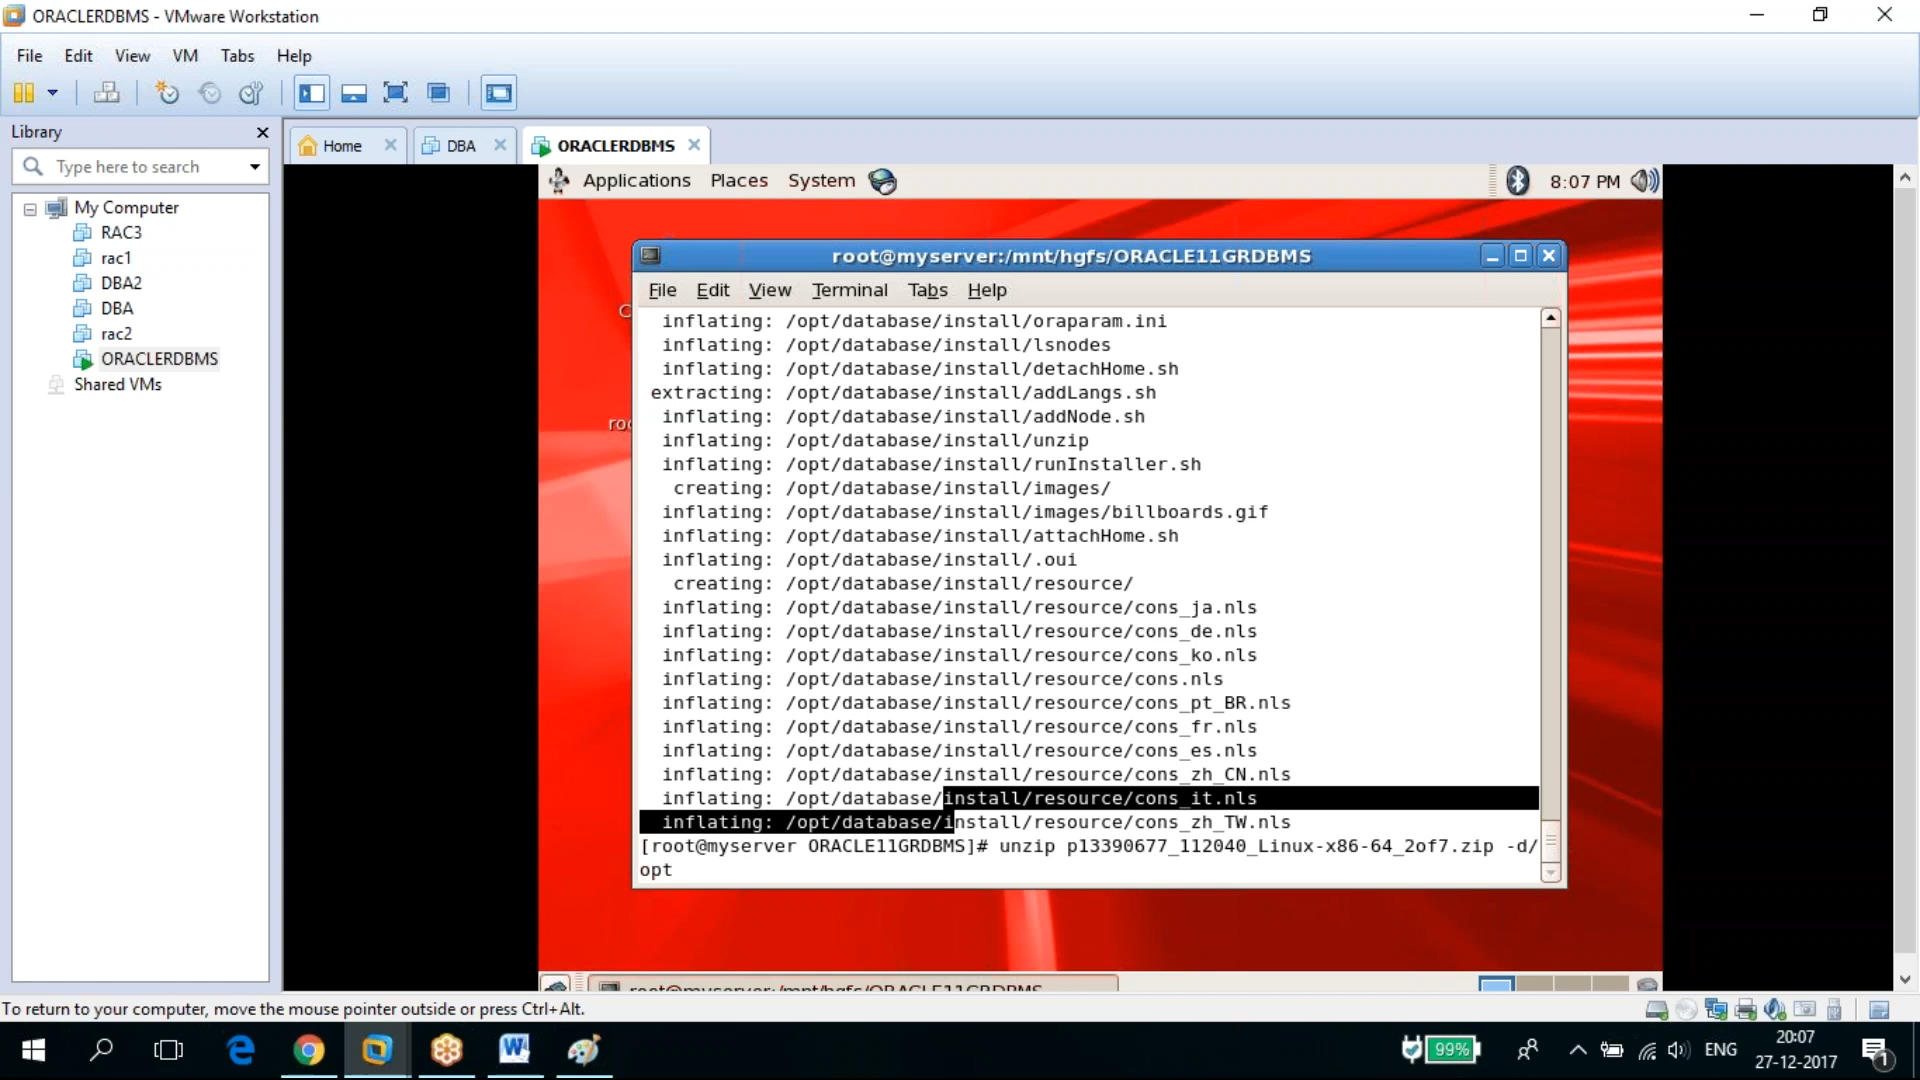 ORACLERDBMS - VMware Workstation
File Edit View VM Tabs Help
Library
Type here to search
My Computer
RAC3
rac1
DBA2
DBA
rac2
ORACLERDBMS
Shared VMs
Home
DBA
ORACLERDBMS
Applications Places System
8:07 PM
root@myserver:/mnt/hgfs/ORACLE11GRDBMS
File Edit View Terminal Tabs Help
inflating: /opt/database/install/oraparam.ini
inflating: /opt/database/install/lsnodes
inflating: /opt/database/install/detachHome.sh
extracting: /opt/database/install/addLangs.sh
inflating: /opt/database/install/addNode.sh
inflating: /opt/database/install/unzip
inflating: /opt/database/install/runInstaller.sh
creating: /opt/database/install/images/
inflating: /opt/database/install/images/billboards.gif
inflating: /opt/database/install/attachHome.sh
inflating: /opt/database/install/.oui
creating: /opt/database/install/resource/
inflating: /opt/database/install/resource/cons_ja.nls
inflating: /opt/database/install/resource/cons_de.nls
inflating: /opt/database/install/resource/cons_ko.nls
inflating: /opt/database/install/resource/cons.nls
inflating: /opt/database/install/resource/cons_pt_BR.nls
inflating: /opt/database/install/resource/cons_fr.nls
inflating: /opt/database/install/resource/cons_es.nls
inflating: /opt/database/install/resource/cons_zh_CN.nls
inflating: /opt/database/install/resource/cons_it.nls
inflating: /opt/database/install/resource/cons_zh_TW.nls
[root@myserver ORACLE11GRDBMS]# unzip p13390677_112040_Linux-x86-64_2of7.zip -d/
opt
root@myserver:/mnt/hgfs/ORACLE11GRDBMS
To return to your computer, move the mouse pointer outside or press Ctrl+Alt.
99%
ENG
20:07
27-12-2017
1